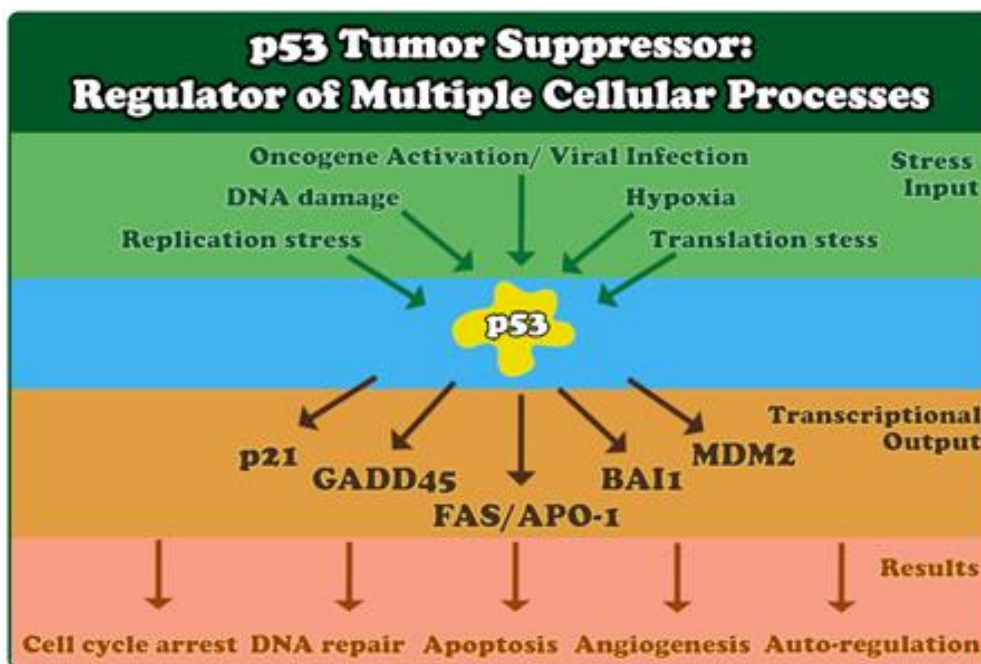 p53 Tumor Suppressor:
Regulator of Multiple Cellular Processes
Oncogene Activation/ Viral Infection
Stress
Input
DNA damage
Hypoxia
Replication stress
Translation stess
p53
Transcriptional
Output
p21
MDM2
GADD45
BAI1
FAS/APO-1
Results
Cell cycle arrest DNA repair Apoptosis Angiogenesis Auto-regulation